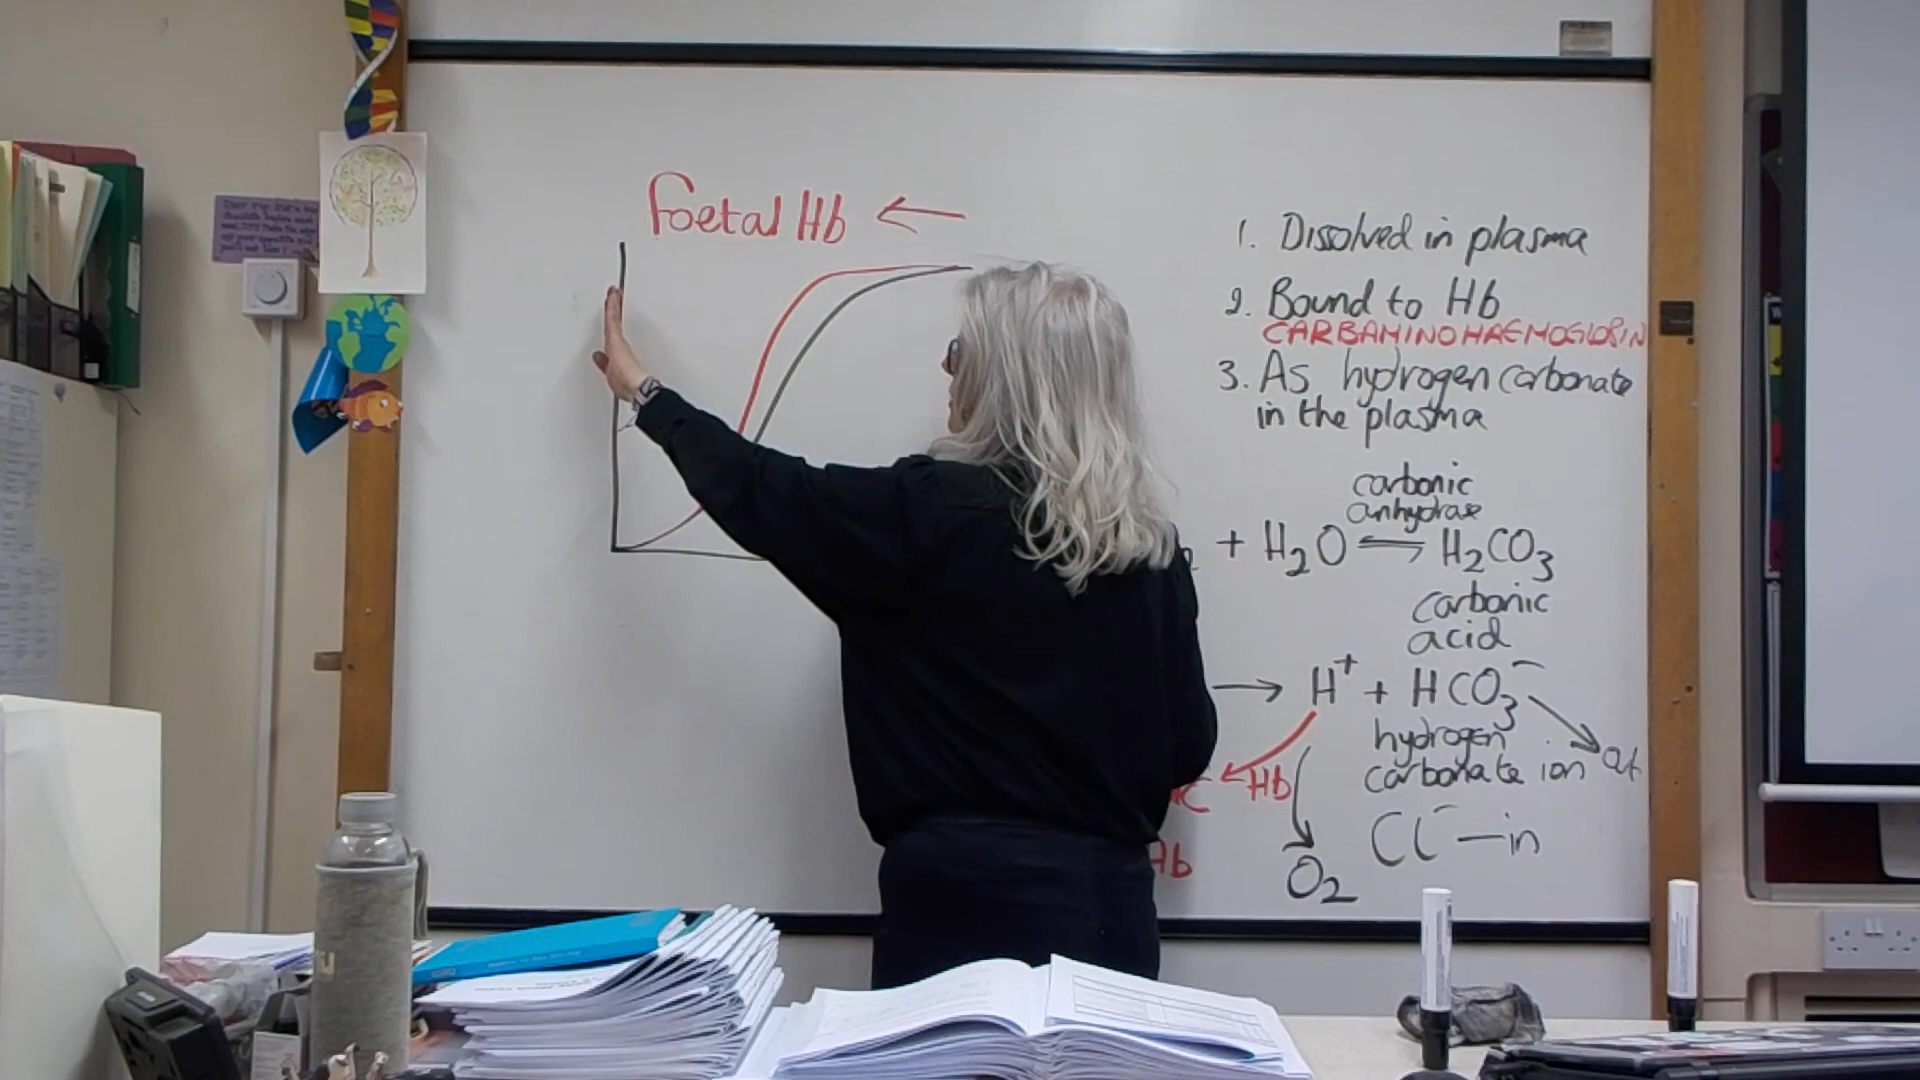 foetal Hb ←
1. Dissolved in plasma
2. Bound to Hb
CARBAMINOHAEMOGLOBIN
3. As hydrogen carbonate
in the plasma
carbonic
anhydrase
2 + H2O ⇌ H2CO3
carbonic
acid
→ H+ + HCO3-
hydrogen
carbonate ion
Hb
Cl- — in
Hb
O2